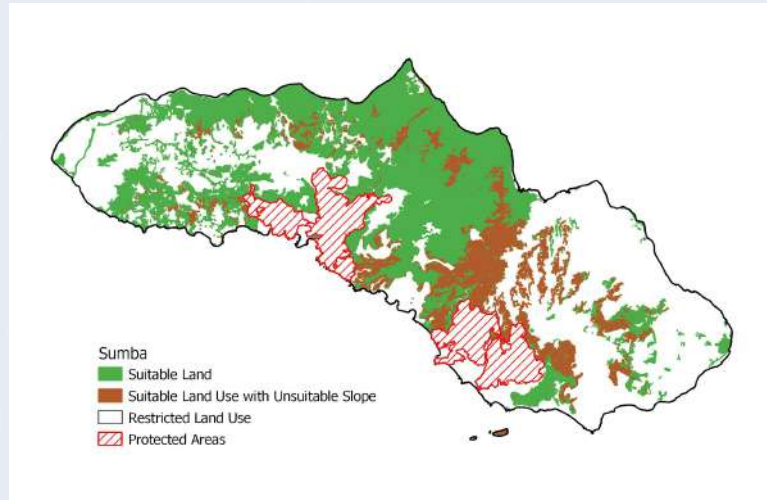 Sumba
Suitable Land
Suitable Land Use with Unsuitable Slope
Restricted Land Use
Protected Areas